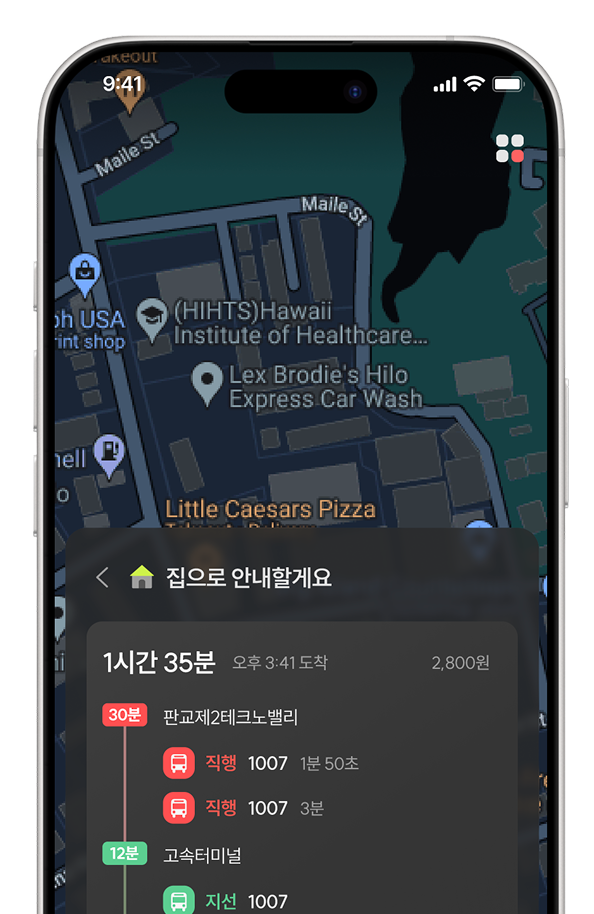 Takeout
9:41
Maile St
Maile St
ph USA
rint shop
(HIHTS)Hawaii
Institute of Healthcare...
Lex Brodie's Hilo
Express Car Wash
hell
Little Caesars Pizza
집으로 안내할게요
1시간 35분 오후 3:41 도착 2,800원
30분 판교제2테크노밸리
직행 1007 1분 50초
직행 1007 3분
12분 고속터미널
지선 1007